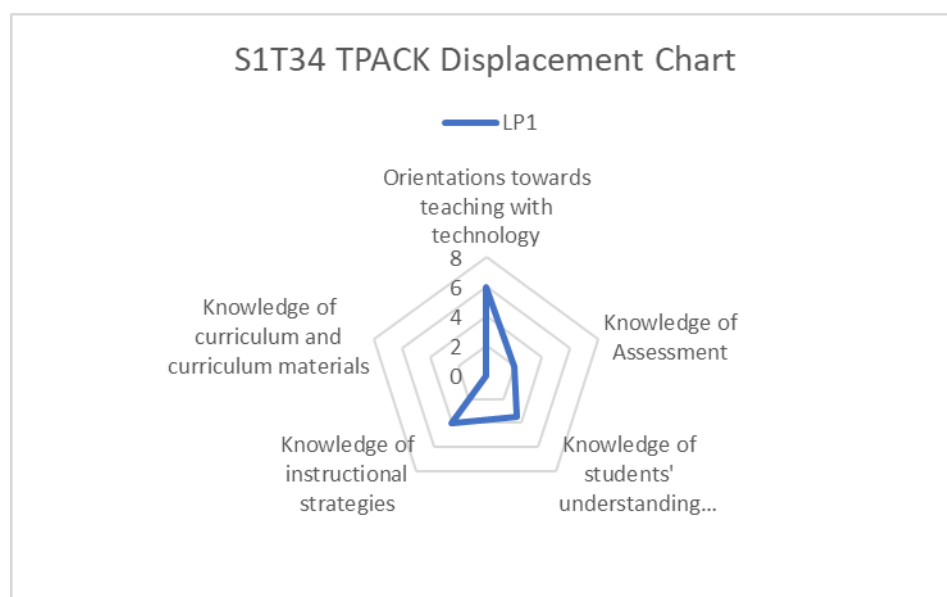 S1T34 TPACK Displacement Chart
LP1
Orientations towards
teaching with
technology
8
6
4
2
0
Knowledge of
Assessment
Knowledge of
students'
understanding...
Knowledge of
instructional
strategies
Knowledge of
curriculum and
curriculum materials